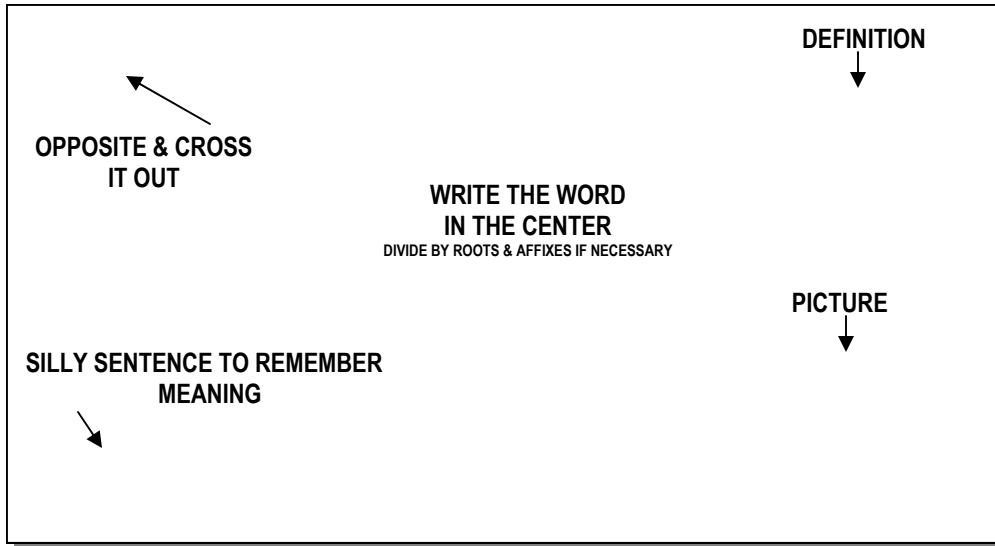 DEFINITION
OPPOSITE & CROSS
IT OUT
WRITE THE WORD
IN THE CENTER
DIVIDE BY ROOTS & AFFIXES IF NECESSARY
PICTURE
SILLY SENTENCE TO REMEMBER
MEANING